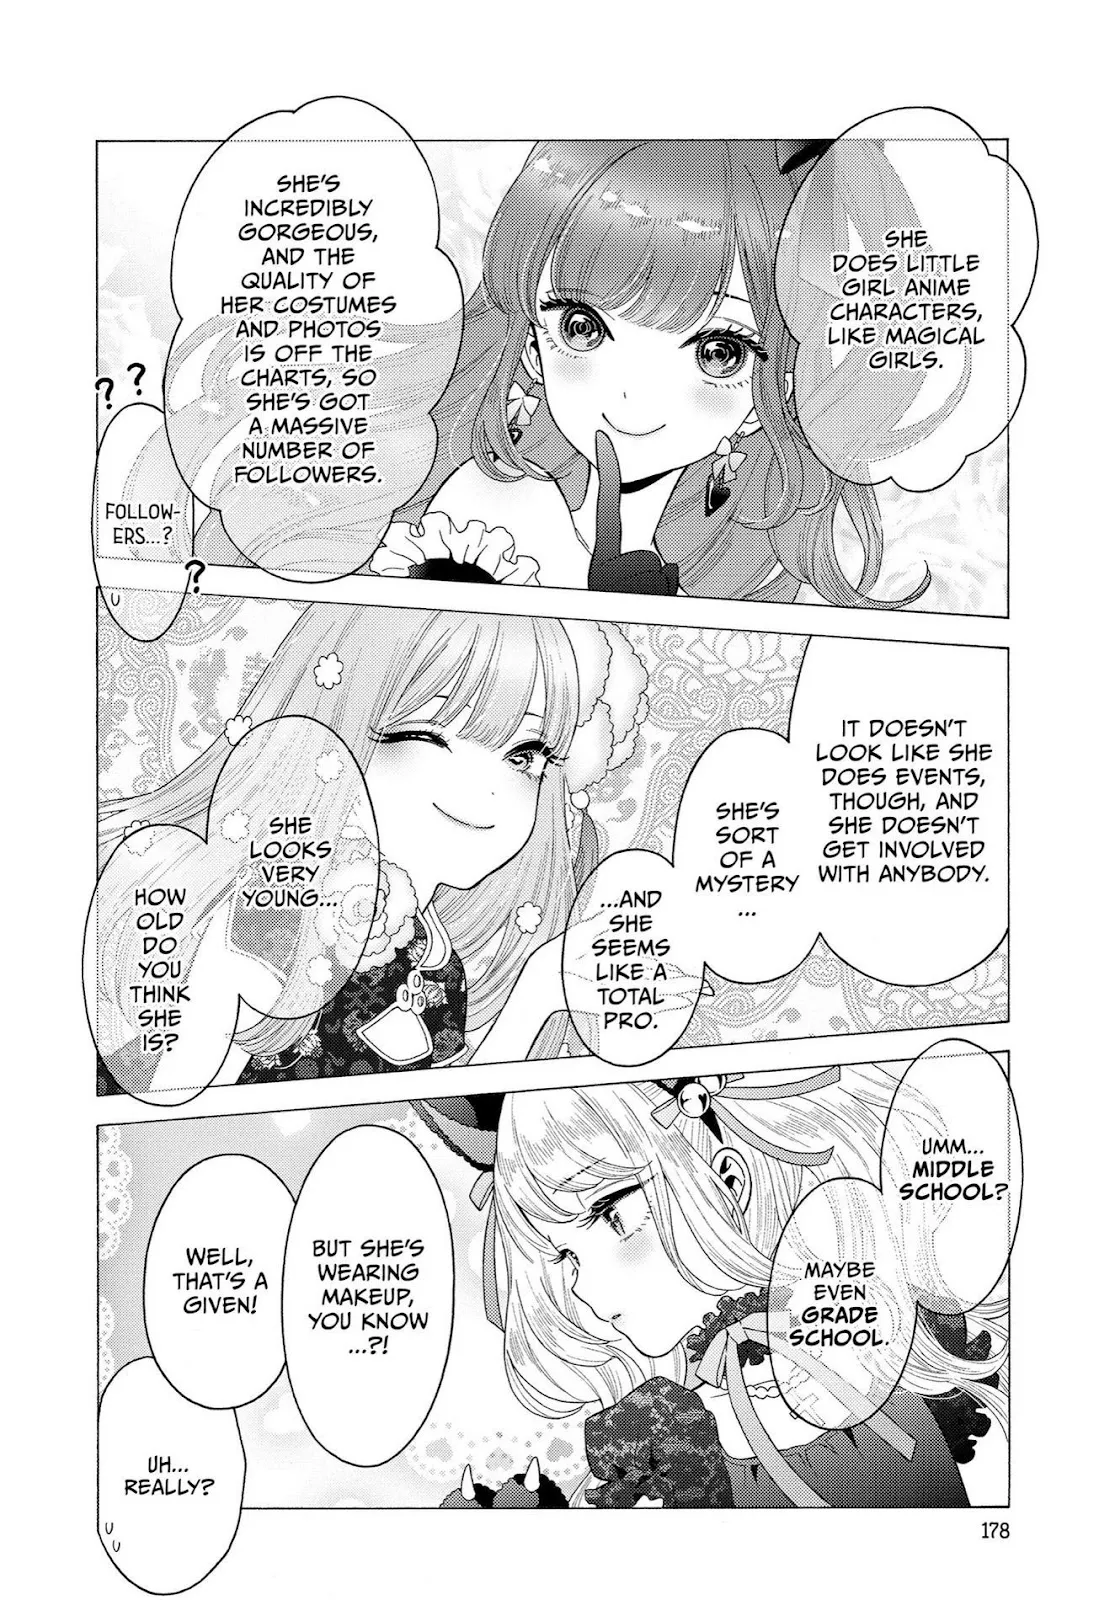 SHE
DOES LITTLE
GIRL ANIME
CHARACTERS,
LIKE MAGICAL
GIRLS.
SHE'S
INCREDIBLY
GORGEOUS,
AND THE
QUALITY OF
HER COSTUMES
AND PHOTOS
IS OFF THE
CHARTS, SO
SHE'S GOT
A MASSIVE
NUMBER OF
FOLLOWERS.
? ?
FOLLOW-
ERS...?
?
IT DOESN'T
LOOK LIKE SHE
DOES EVENTS,
THOUGH, AND
SHE DOESN'T
GET INVOLVED
WITH ANYBODY.
SHE'S
SORT
OF A
MYSTERY
...
...AND
SHE
SEEMS
LIKE A
TOTAL
PRO.
SHE
LOOKS
VERY
YOUNG...
HOW
OLD
DO
YOU
THINK
SHE
IS?
UMM...
MIDDLE
SCHOOL?
MAYBE
EVEN
GRADE
SCHOOL.
BUT SHE'S
WEARING
MAKEUP,
YOU KNOW
...?!
WELL,
THAT'S A
GIVEN!
UH...
REALLY?
178